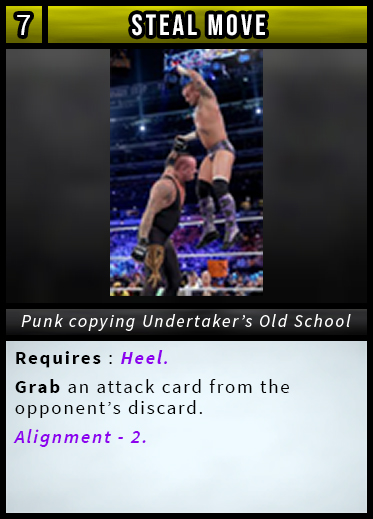 7 STEAL MOVE
Punk copying Undertaker's Old School
Requires : Heel.
Grab an attack card from the
opponent's discard.
Alignment - 2.